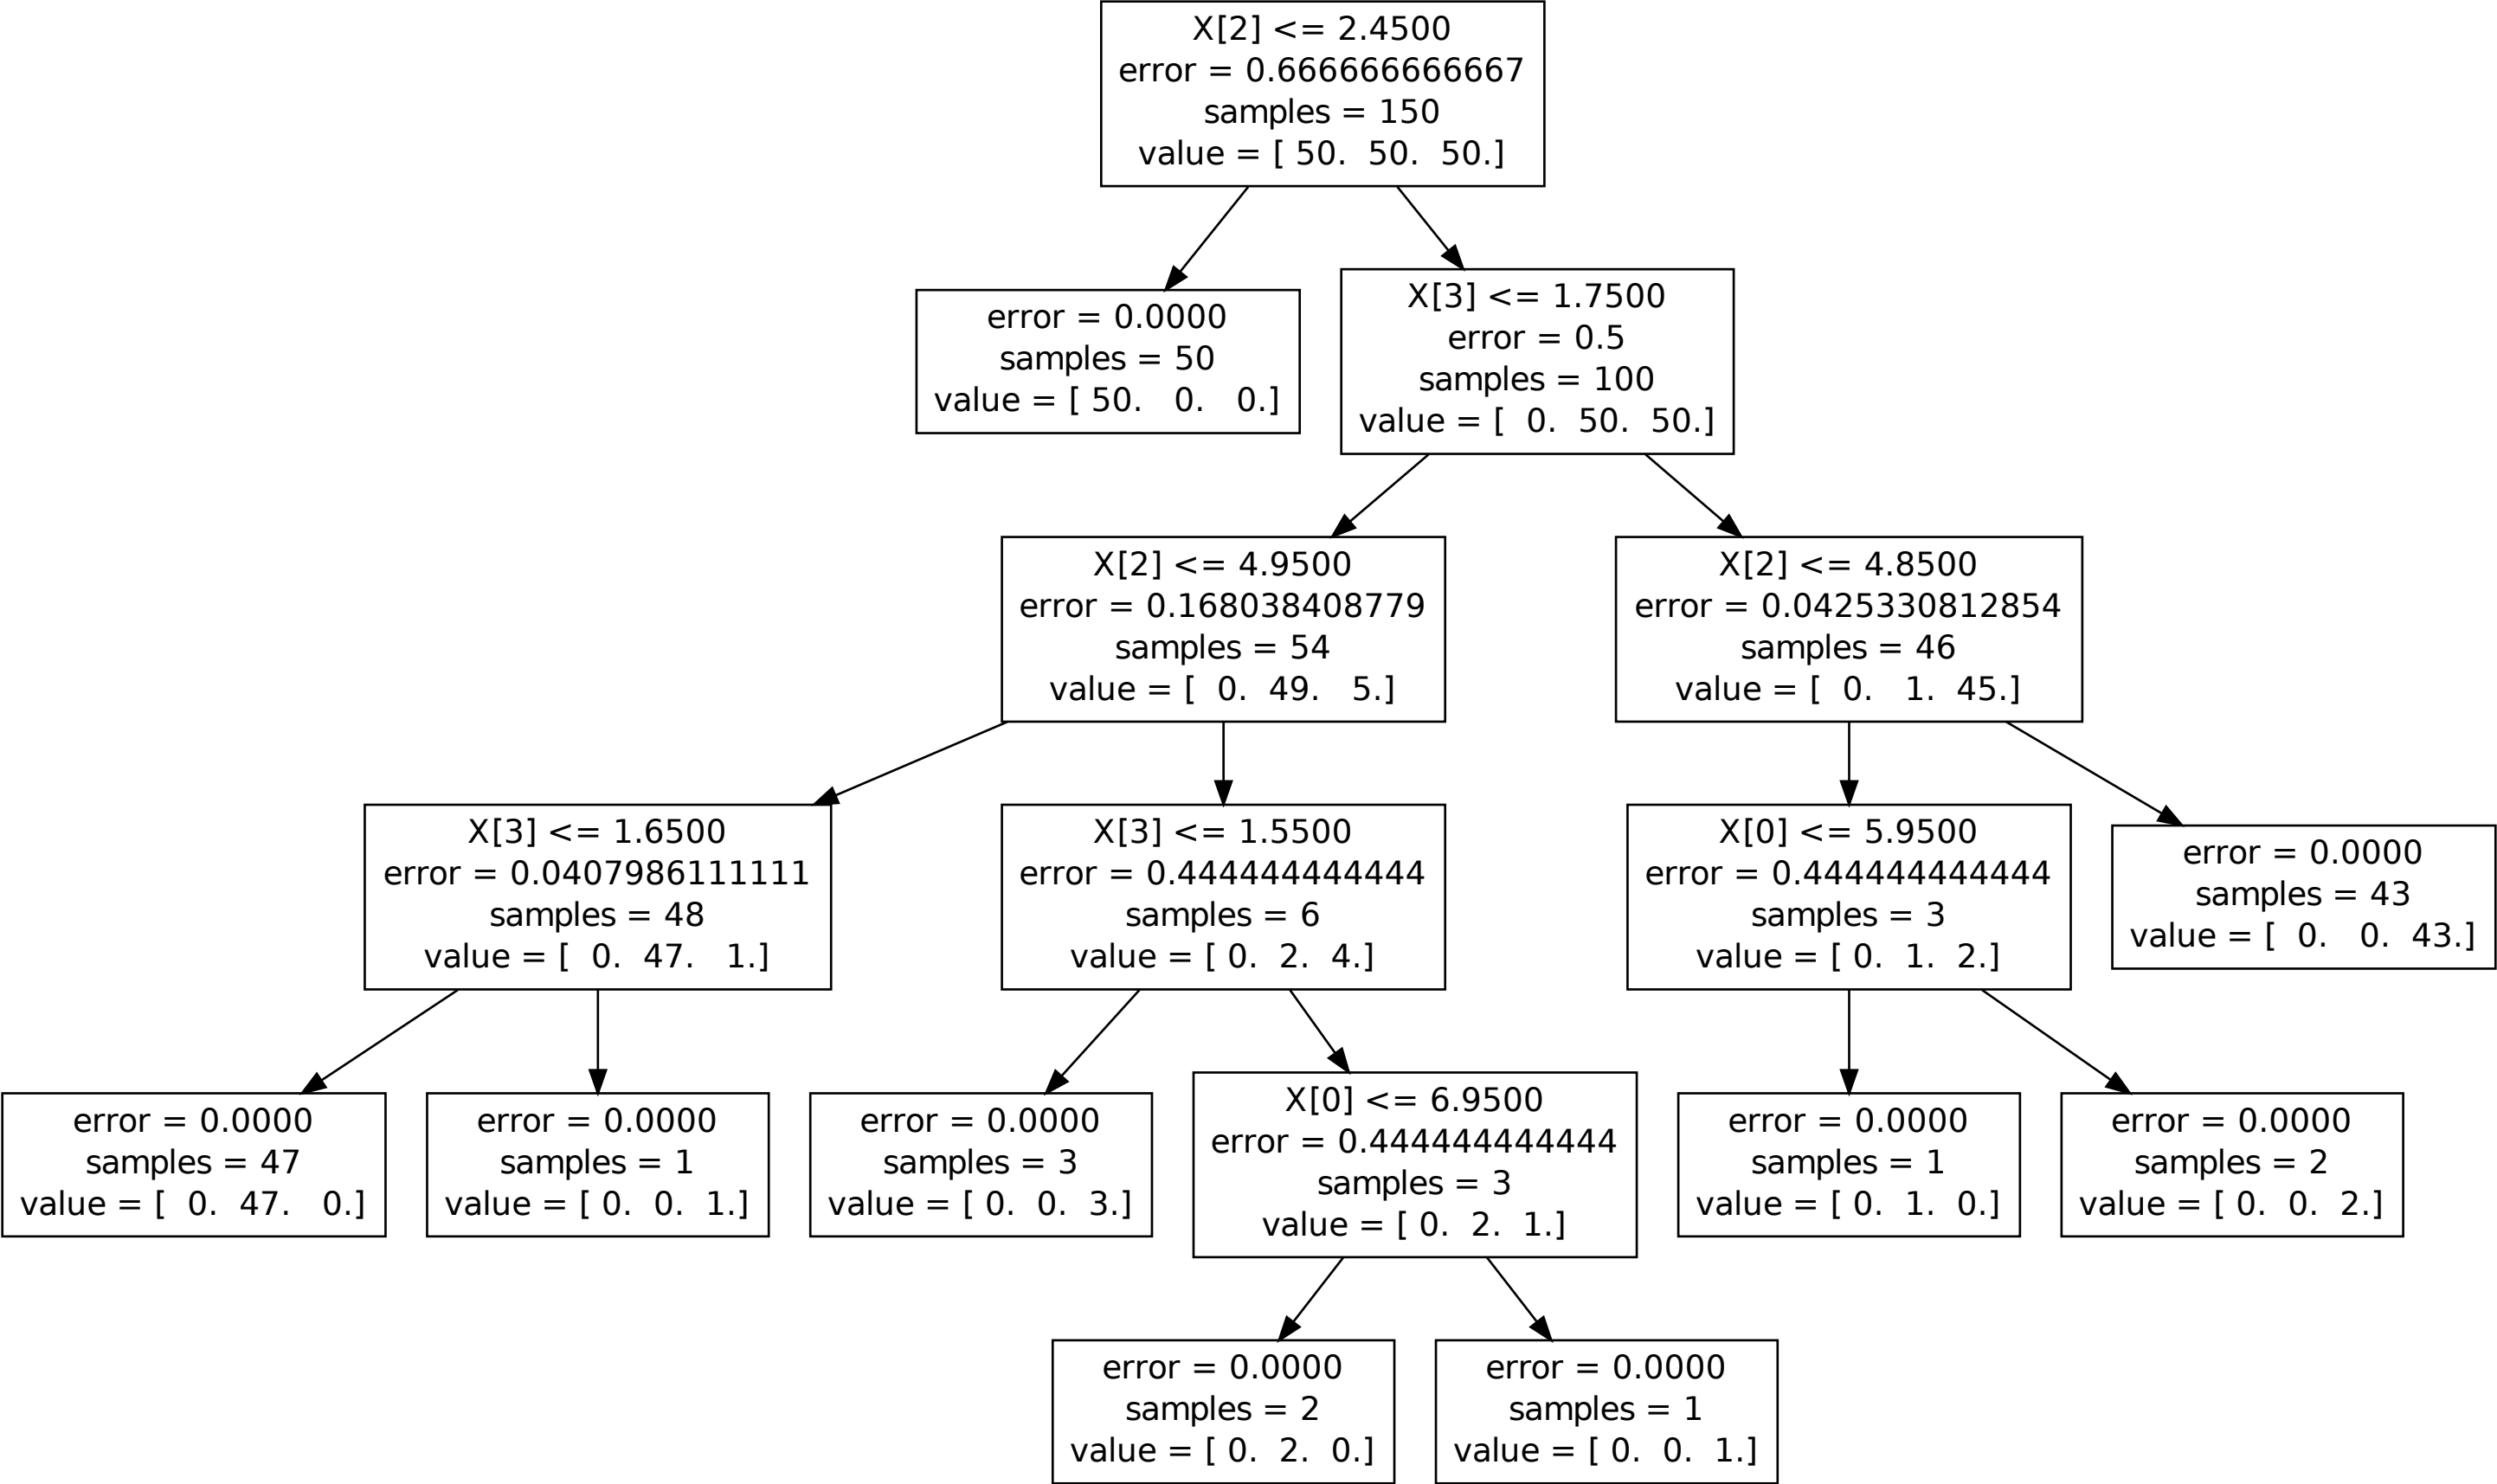 X[2] <= 2.4500
error = 0.666666666667
samples = 150
value = [ 50.  50.  50.]
error = 0.0000
samples = 50
value = [ 50.   0.   0.]
X[3] <= 1.7500
error = 0.5
samples = 100
value = [  0.  50.  50.]
X[2] <= 4.9500
error = 0.168038408779
samples = 54
value = [  0.  49.   5.]
X[2] <= 4.8500
error = 0.0425330812854
samples = 46
value = [  0.   1.  45.]
X[3] <= 1.6500
error = 0.0407986111111
samples = 48
value = [  0.  47.   1.]
X[3] <= 1.5500
error = 0.444444444444
samples = 6
value = [ 0.  2.  4.]
X[0] <= 5.9500
error = 0.444444444444
samples = 3
value = [ 0.  1.  2.]
error = 0.0000
samples = 43
value = [  0.   0.  43.]
error = 0.0000
samples = 47
value = [  0.  47.   0.]
error = 0.0000
samples = 1
value = [ 0.  0.  1.]
error = 0.0000
samples = 3
value = [ 0.  0.  3.]
X[0] <= 6.9500
error = 0.444444444444
samples = 3
value = [ 0.  2.  1.]
error = 0.0000
samples = 1
value = [ 0.  1.  0.]
error = 0.0000
samples = 2
value = [ 0.  0.  2.]
error = 0.0000
samples = 2
value = [ 0.  2.  0.]
error = 0.0000
samples = 1
value = [ 0.  0.  1.]